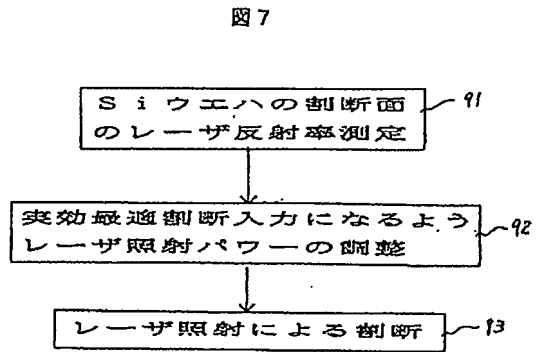 図7
Siウエハの割断面
のレーザ反射率測定
91
実効最適割断入力になるよう
レーザ照射パワーの調整
92
レーザ照射による割断
93